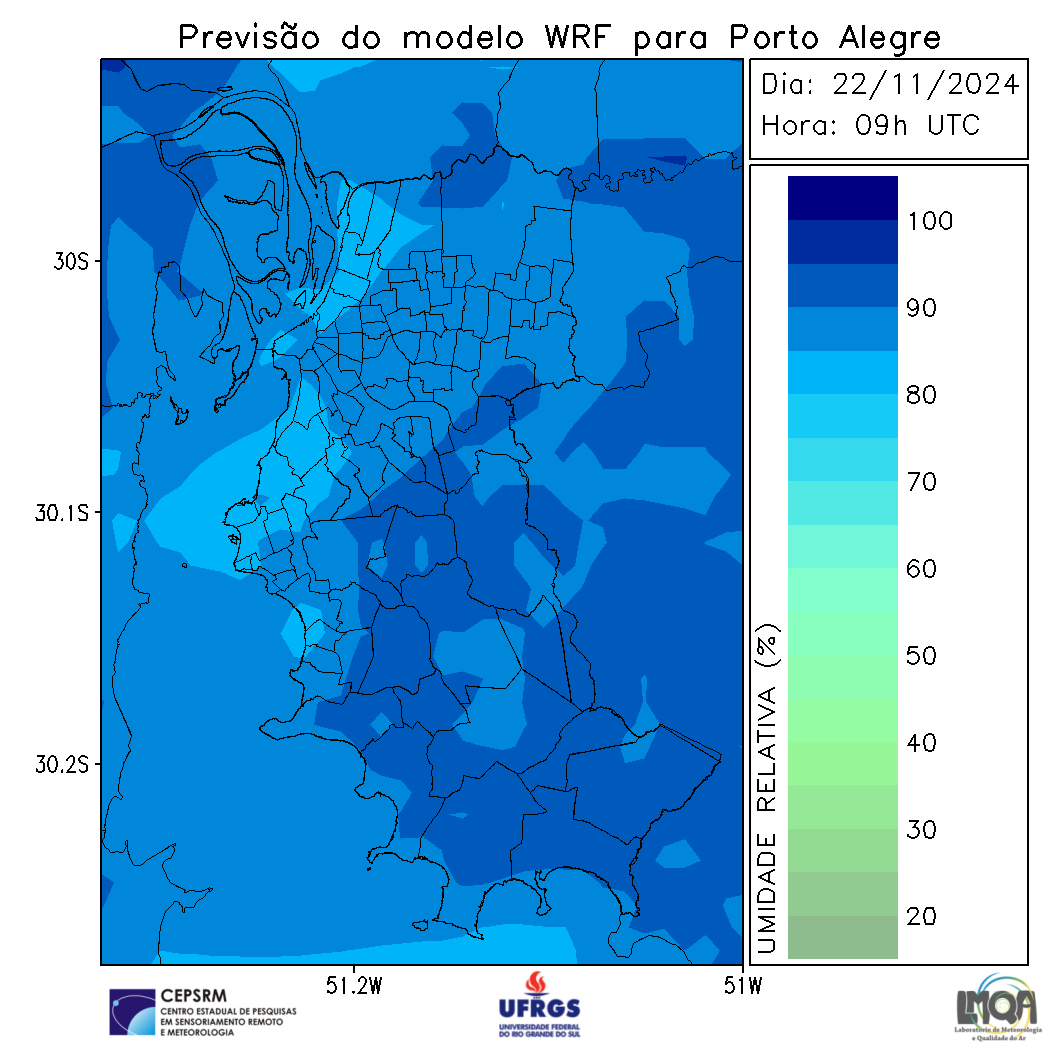 Previsão do modelo WRF para Porto Alegre
Dia: 22/11/2024
Hora: 09h UTC
100
90
80
70
60
50
40
30
20
UMIDADE RELATIVA (%)
30S
30.1S
30.2S
51.2W
51W
CEPSRM
CENTRO ESTADUAL DE PESQUISAS
EM SENSORIAMENTO REMOTO
E METEOROLOGIA
UFRGS
UNIVERSIDADE FEDERAL
DO RIO GRANDE DO SUL
LMQA
Laboratório de Meteorologia
e Qualidade do Ar